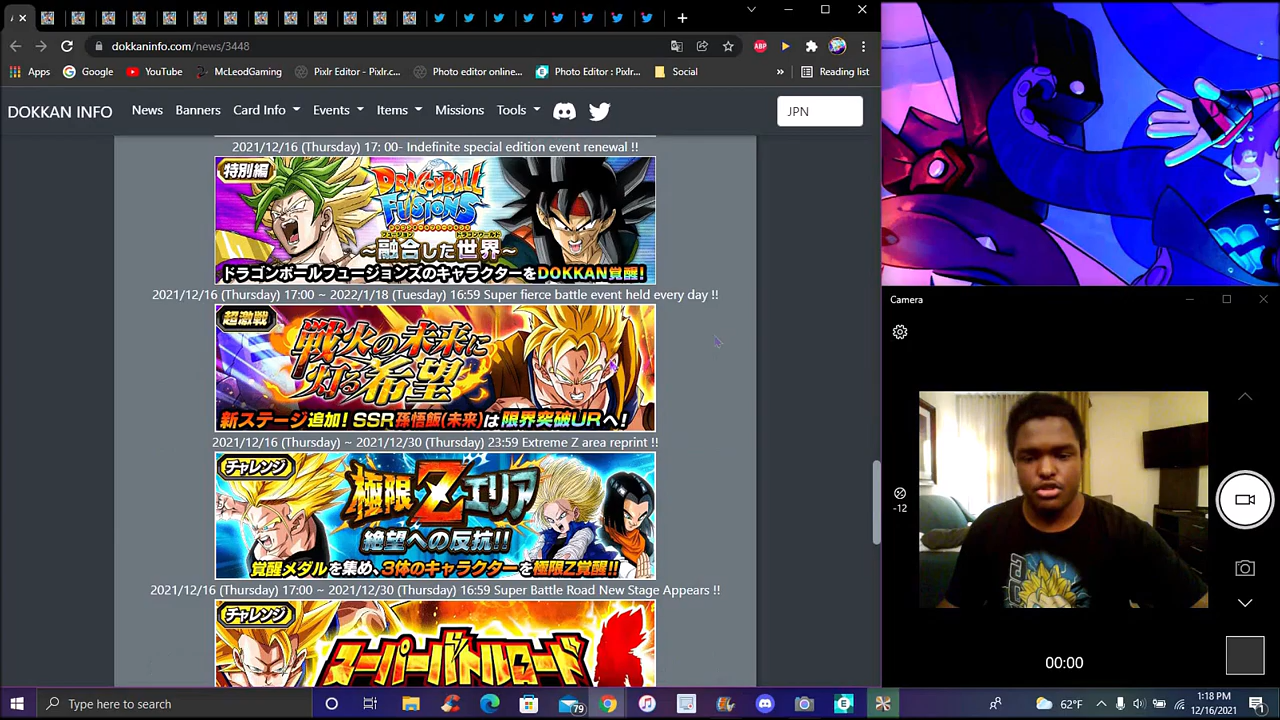 dokkaninfo.com/news/3448
ABP
Apps Google YouTube McLeodGaming Pixlr Editor - Pixlr.c... Photo editor online... Photo Editor : Pixlr... Social » Reading list
DOKKAN INFO News Banners Card Info Events Items Missions Tools JPN
2021/12/16 (Thursday) 17: 00- Indefinite special edition event renewal !!
特別編
DRAGONBALL
FUSIONS
フュージョンズ
~融合した世界~
ドラゴンボールフュージョンズのキャラクターをDOKKAN覚醒!
2021/12/16 (Thursday) 17:00 ~ 2022/1/18 (Tuesday) 16:59 Super fierce battle event held every day !!
超激戦
戦火の未来に
灯る希望
新ステージ追加! SSR孫悟飯(未来)は限界突破URへ!
2021/12/16 (Thursday) ~ 2021/12/30 (Thursday) 23:59 Extreme Z area reprint !!
チャレンジ
極限Zエリア
絶望への反抗!!
覚醒メダルを集め、3体のキャラクターを極限Z覚醒!!
2021/12/16 (Thursday) 17:00 ~ 2021/12/30 (Thursday) 16:59 Super Battle Road New Stage Appears !!
チャレンジ
スーパーバトルロード
Camera
-12
00:00
Type here to search
79
62°F
1:18 PM
12/16/2021
1